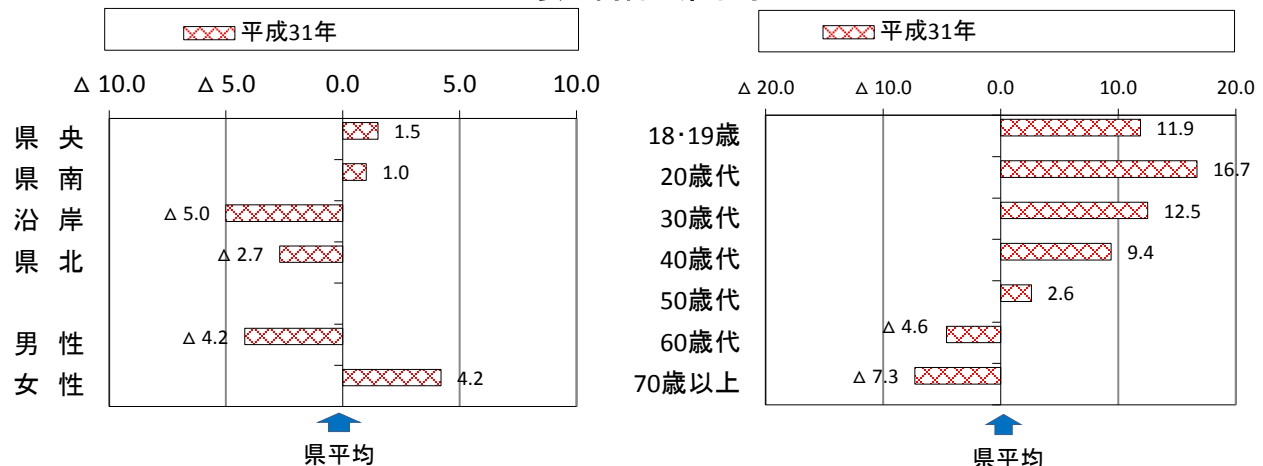 平成31年
△ 10.0 △ 5.0 0.0 5.0 10.0
県 央 1.5
県 南 1.0
沿 岸 △ 5.0
県 北 △ 2.7
男 性 △ 4.2
女 性 4.2
県平均
平成31年
△ 20.0 △ 10.0 0.0 10.0 20.0
18･19歳 11.9
20歳代 16.7
30歳代 12.5
40歳代 9.4
50歳代 2.6
60歳代 △ 4.6
70歳以上 △ 7.3
県平均